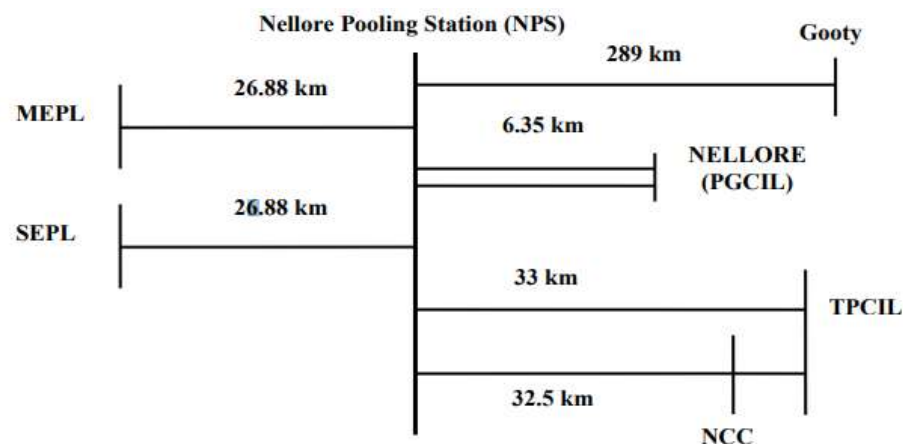 Nellore Pooling Station (NPS)
Gooty
289 km
26.88 km
MEPL
6.35 km
NELLORE
(PGCIL)
26.88 km
SEPL
33 km
TPCIL
32.5 km
NCC